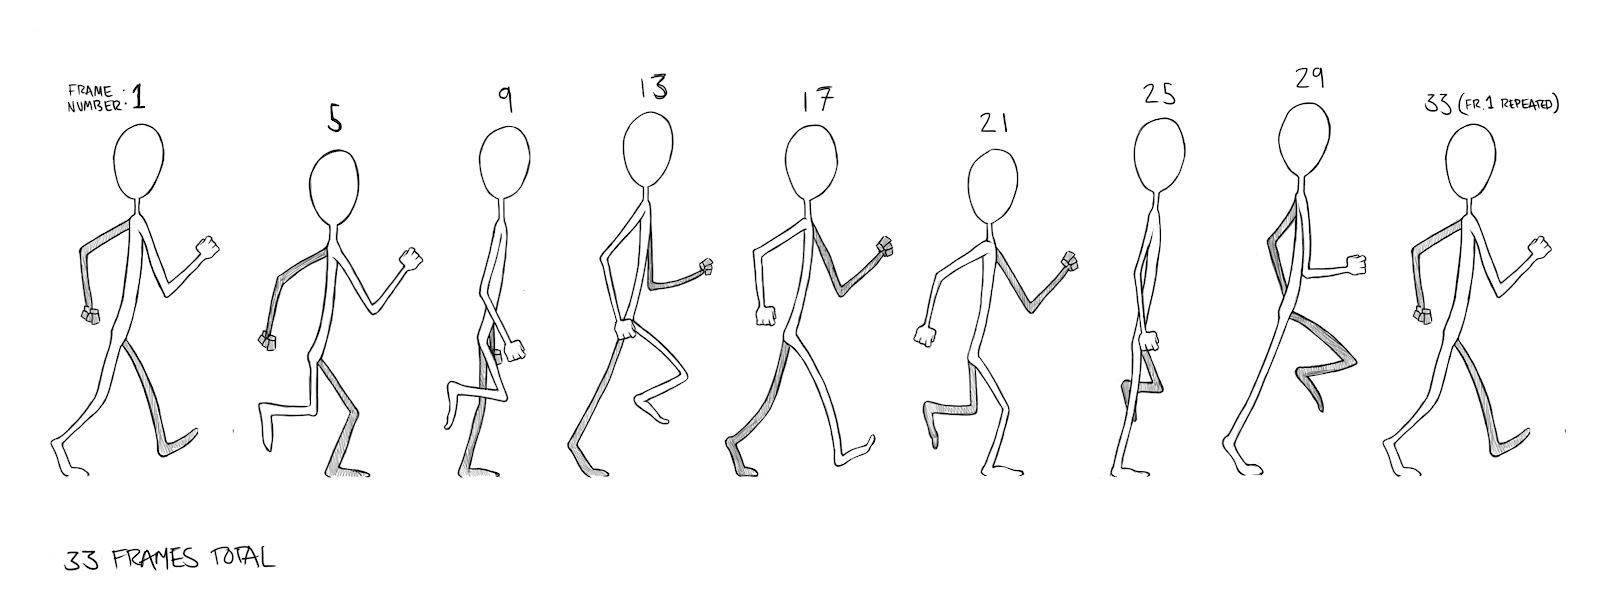 FRAME :
NUMBER· 1
5
9
13
17
21
25
29
33 (FR.1 REPEATED)
33 FRAMES TOTAL